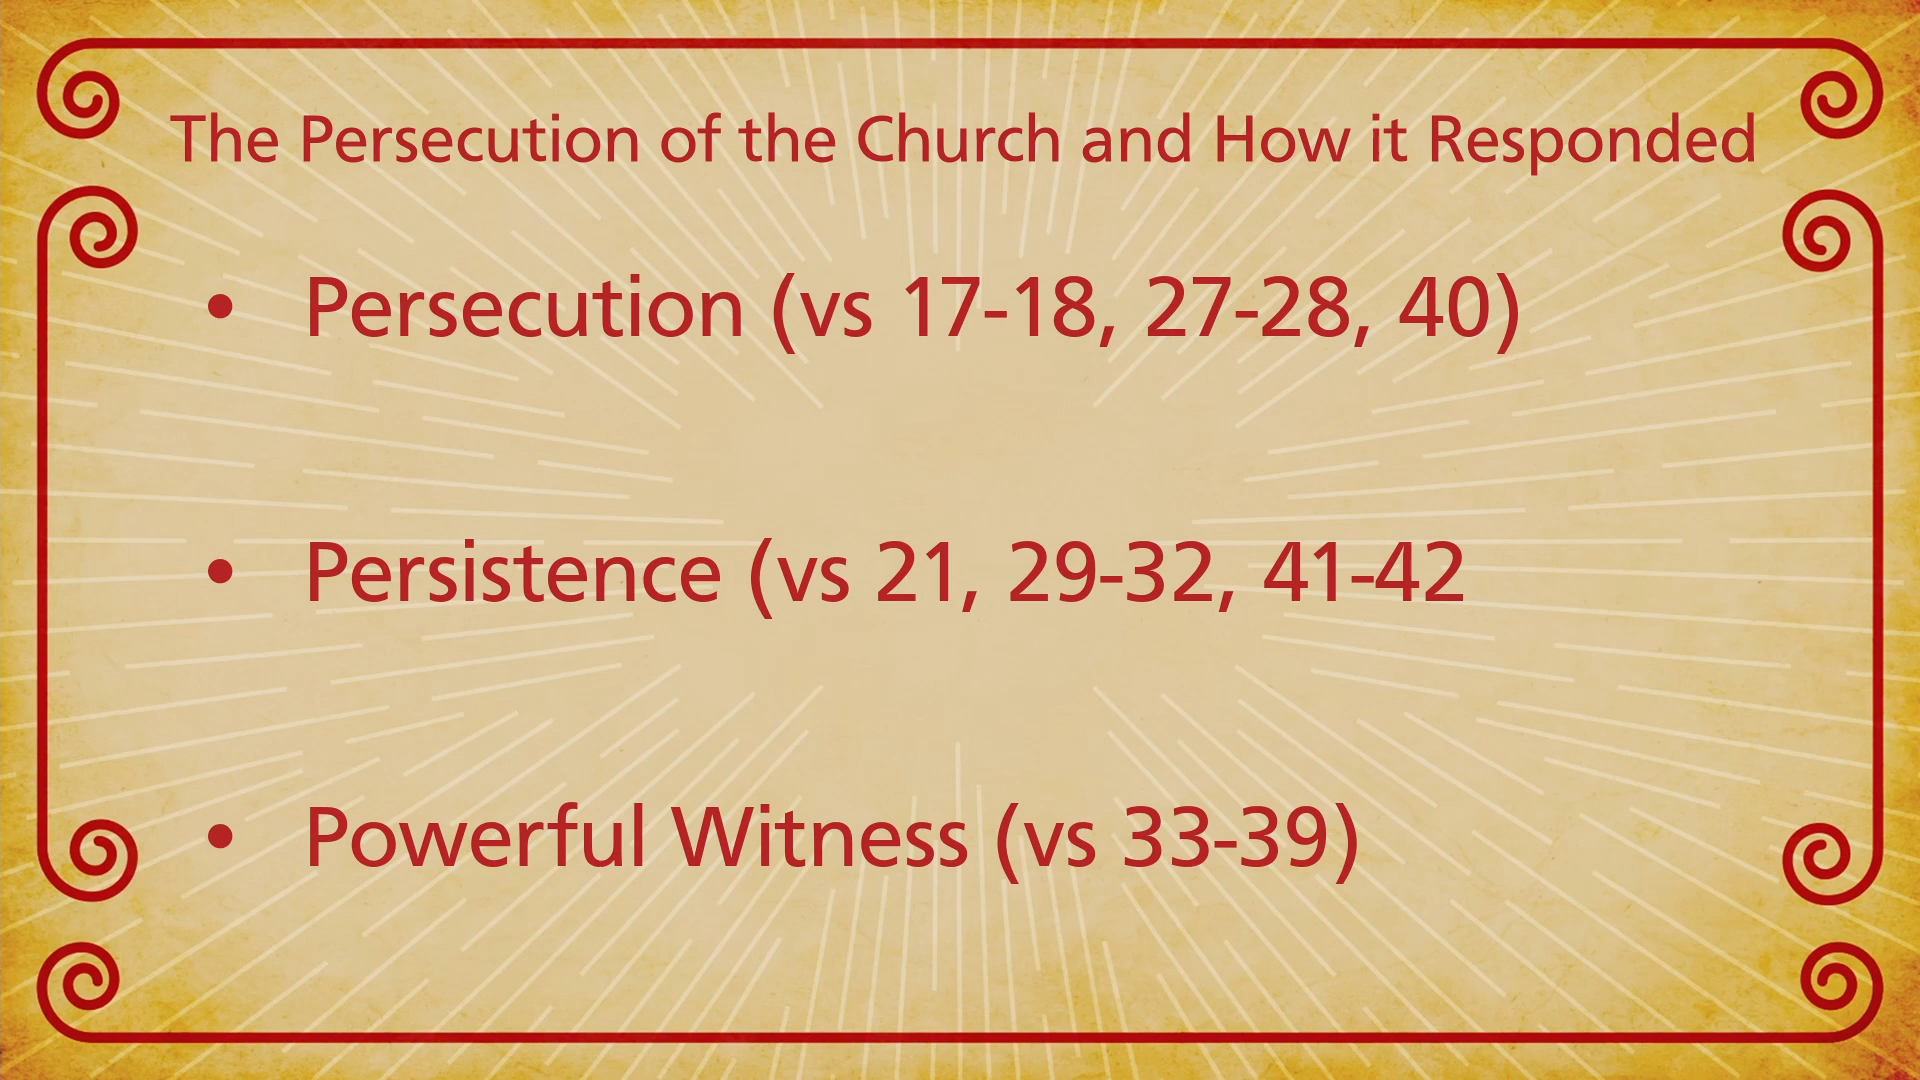 The Persecution of the Church and How it Responded
• Persecution (vs 17-18, 27-28, 40)
• Persistence (vs 21, 29-32, 41-42
• Powerful Witness (vs 33-39)